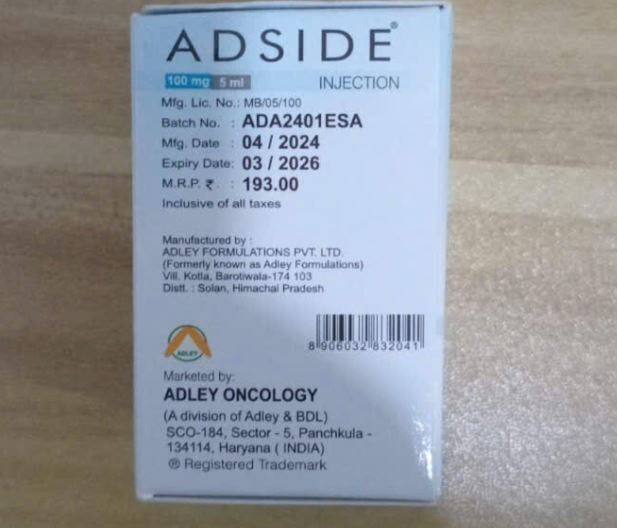 ADSIDE®
100 mg 5 ml INJECTION
Mfg. Lic. No.: MB/05/100
Batch No. : ADA2401ESA
Mfg. Date : 04 / 2024
Expiry Date: 03 / 2026
M.R.P. ₹. : 193.00
Inclusive of all taxes
Manufactured by :
ADLEY FORMULATIONS PVT. LTD.
(Formerly known as Adley Formulations)
Vill. Kotla, Barotiwala-174 103
Distt. : Solan, Himachal Pradesh
8 906032 832041
ADLEY
Marketed by:
ADLEY ONCOLOGY
(A division of Adley & BDL)
SCO-184, Sector - 5, Panchkula -
134114, Haryana ( INDIA)
® Registered Trademark